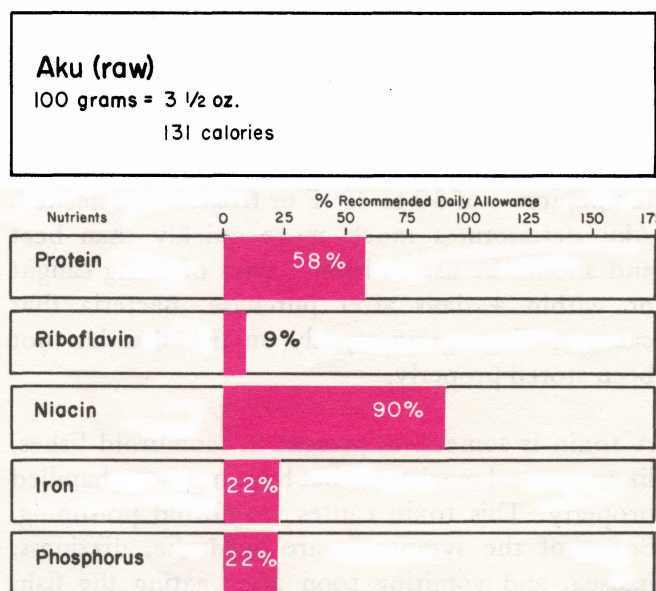 Aku (raw)
100 grams = 3 1/2 oz.
131 calories
% Recommended Daily Allowance
Nutrients 0 25 50 75 100 125 150 175
Protein 58%
Riboflavin 9%
Niacin 90%
Iron 22%
Phosphorus 22%